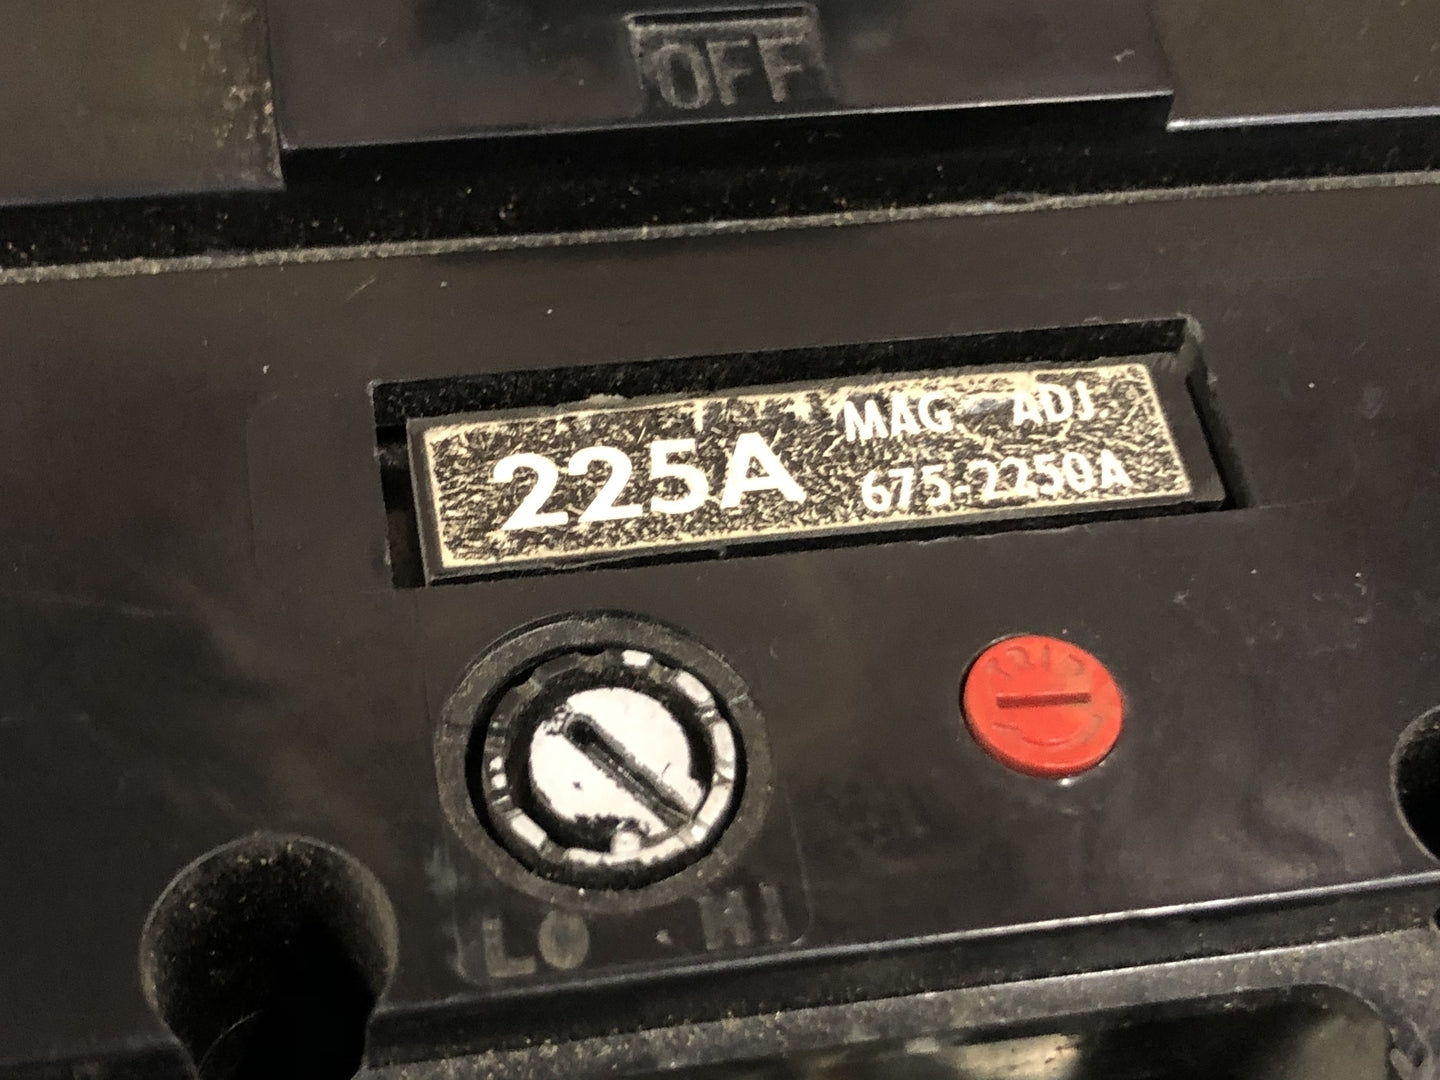 OFF
225A
MAG. ADJ.
675-2250A
LO HI